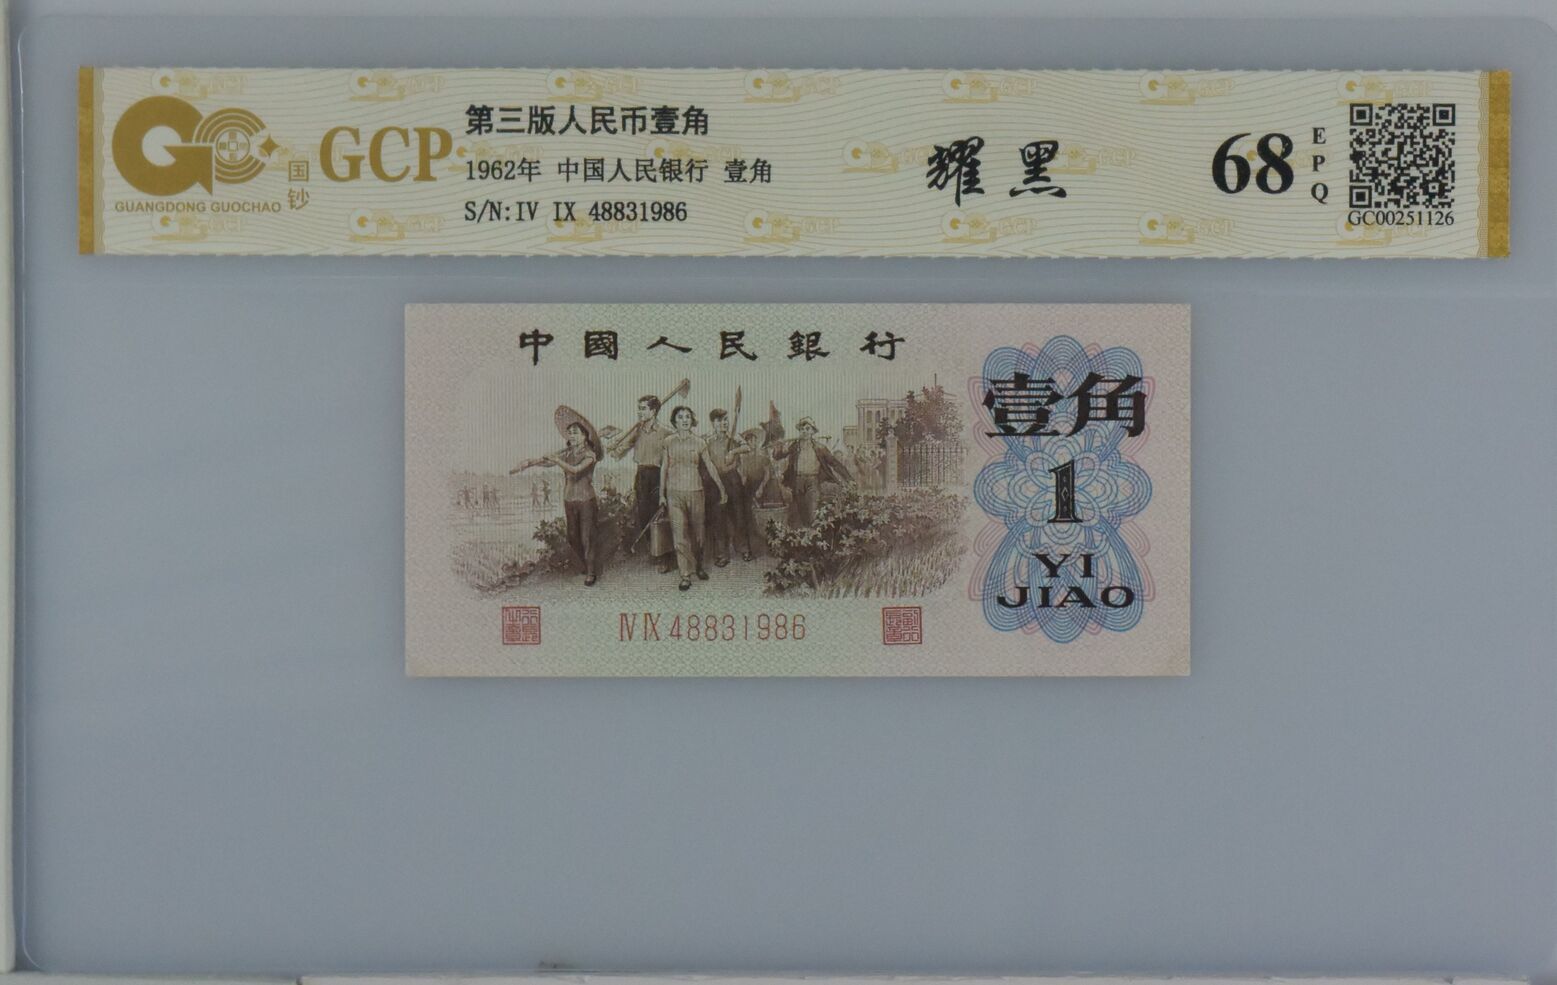 GCP
GUANGDONG GUOCHAO
国钞
第三版人民币壹角
1962年 中国人民银行 壹角
S/N:IV IX 48831986
耀黑
68
EPQ
GC00251126
中國人民銀行
壹角
1
YI
JIAO
IV IX 48831986